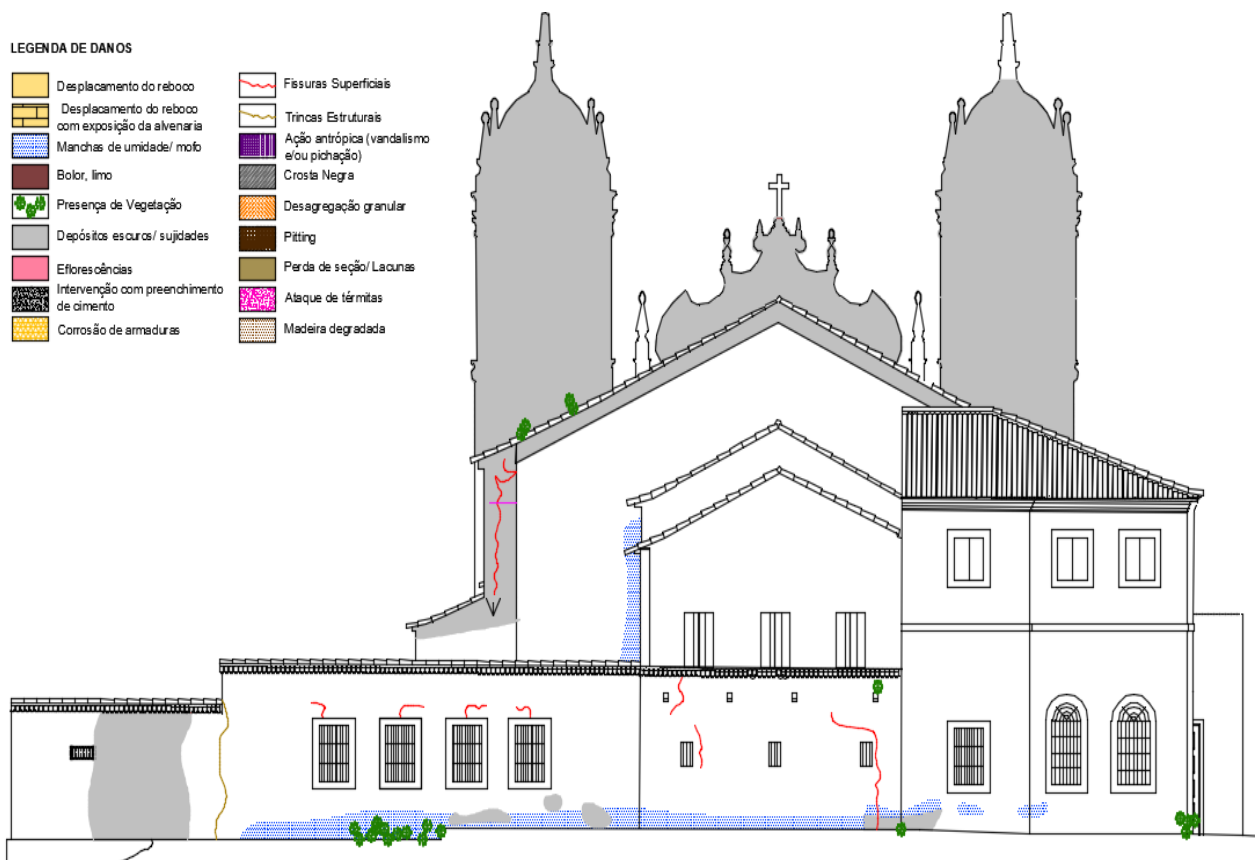 LEGENDA DE DANOS
Desplacamento do reboco
Desplacamento do reboco
com exposição da alvenaria
Manchas de umidade/ mofo
Bolor, limo
Presença de Vegetação
Depósitos escuros/ sujidades
Eflorescências
Intervenção com preenchimento
de cimento
Corrosão de armaduras
Fissuras Superficiais
Trincas Estruturais
Ação antrópica (vandalismo
e/ou pichação)
Crosta Negra
Desagregação granular
Pitting
Perda de seção/ Lacunas
Ataque de térmitas
Madeira degradada